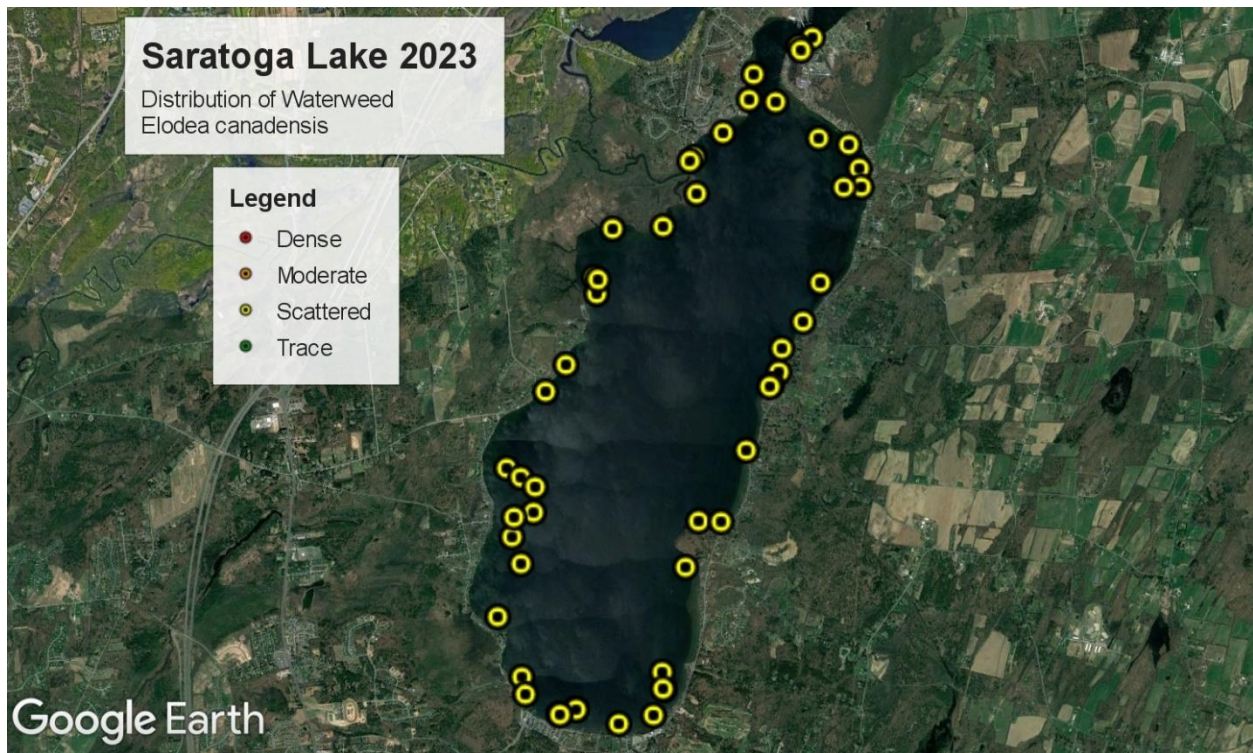 Saratoga Lake 2023
Distribution of Waterweed
Elodea canadensis
Legend
Dense
Moderate
Scattered
Trace
Google Earth